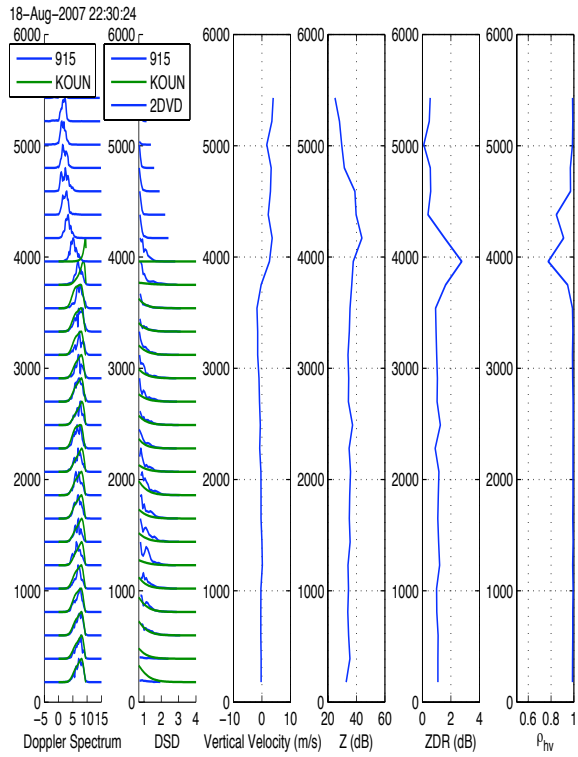 18-Aug-2007 22:30:24
915
KOUN
915
KOUN
2DVD
6000
5000
4000
3000
2000
1000
0
-5 0 5 1015
Doppler Spectrum
6000
5000
4000
3000
2000
1000
0
1 2 3 4
DSD
6000
5000
4000
3000
2000
1000
0
-10 0 10
Vertical Velocity (m/s)
6000
5000
4000
3000
2000
1000
0
20 40 60
Z (dB)
6000
5000
4000
3000
2000
1000
0
0 2 4
ZDR (dB)
6000
5000
4000
3000
2000
1000
0
0.6 0.8 1
ρhv